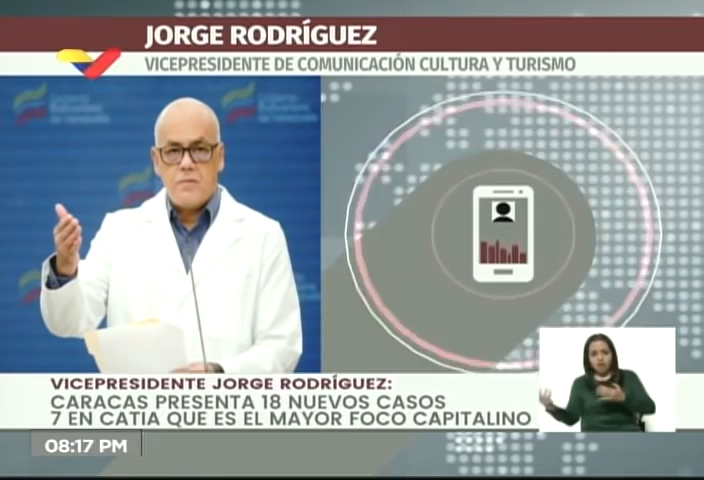 JORGE RODRÍGUEZ
VICEPRESIDENTE DE COMUNICACIÓN CULTURA Y TURISMO
VICEPRESIDENTE JORGE RODRÍGUEZ:
CARACAS PRESENTA 18 NUEVOS CASOS
7 EN CATIA QUE ES EL MAYOR FOCO CAPITALINO
08:17 PM